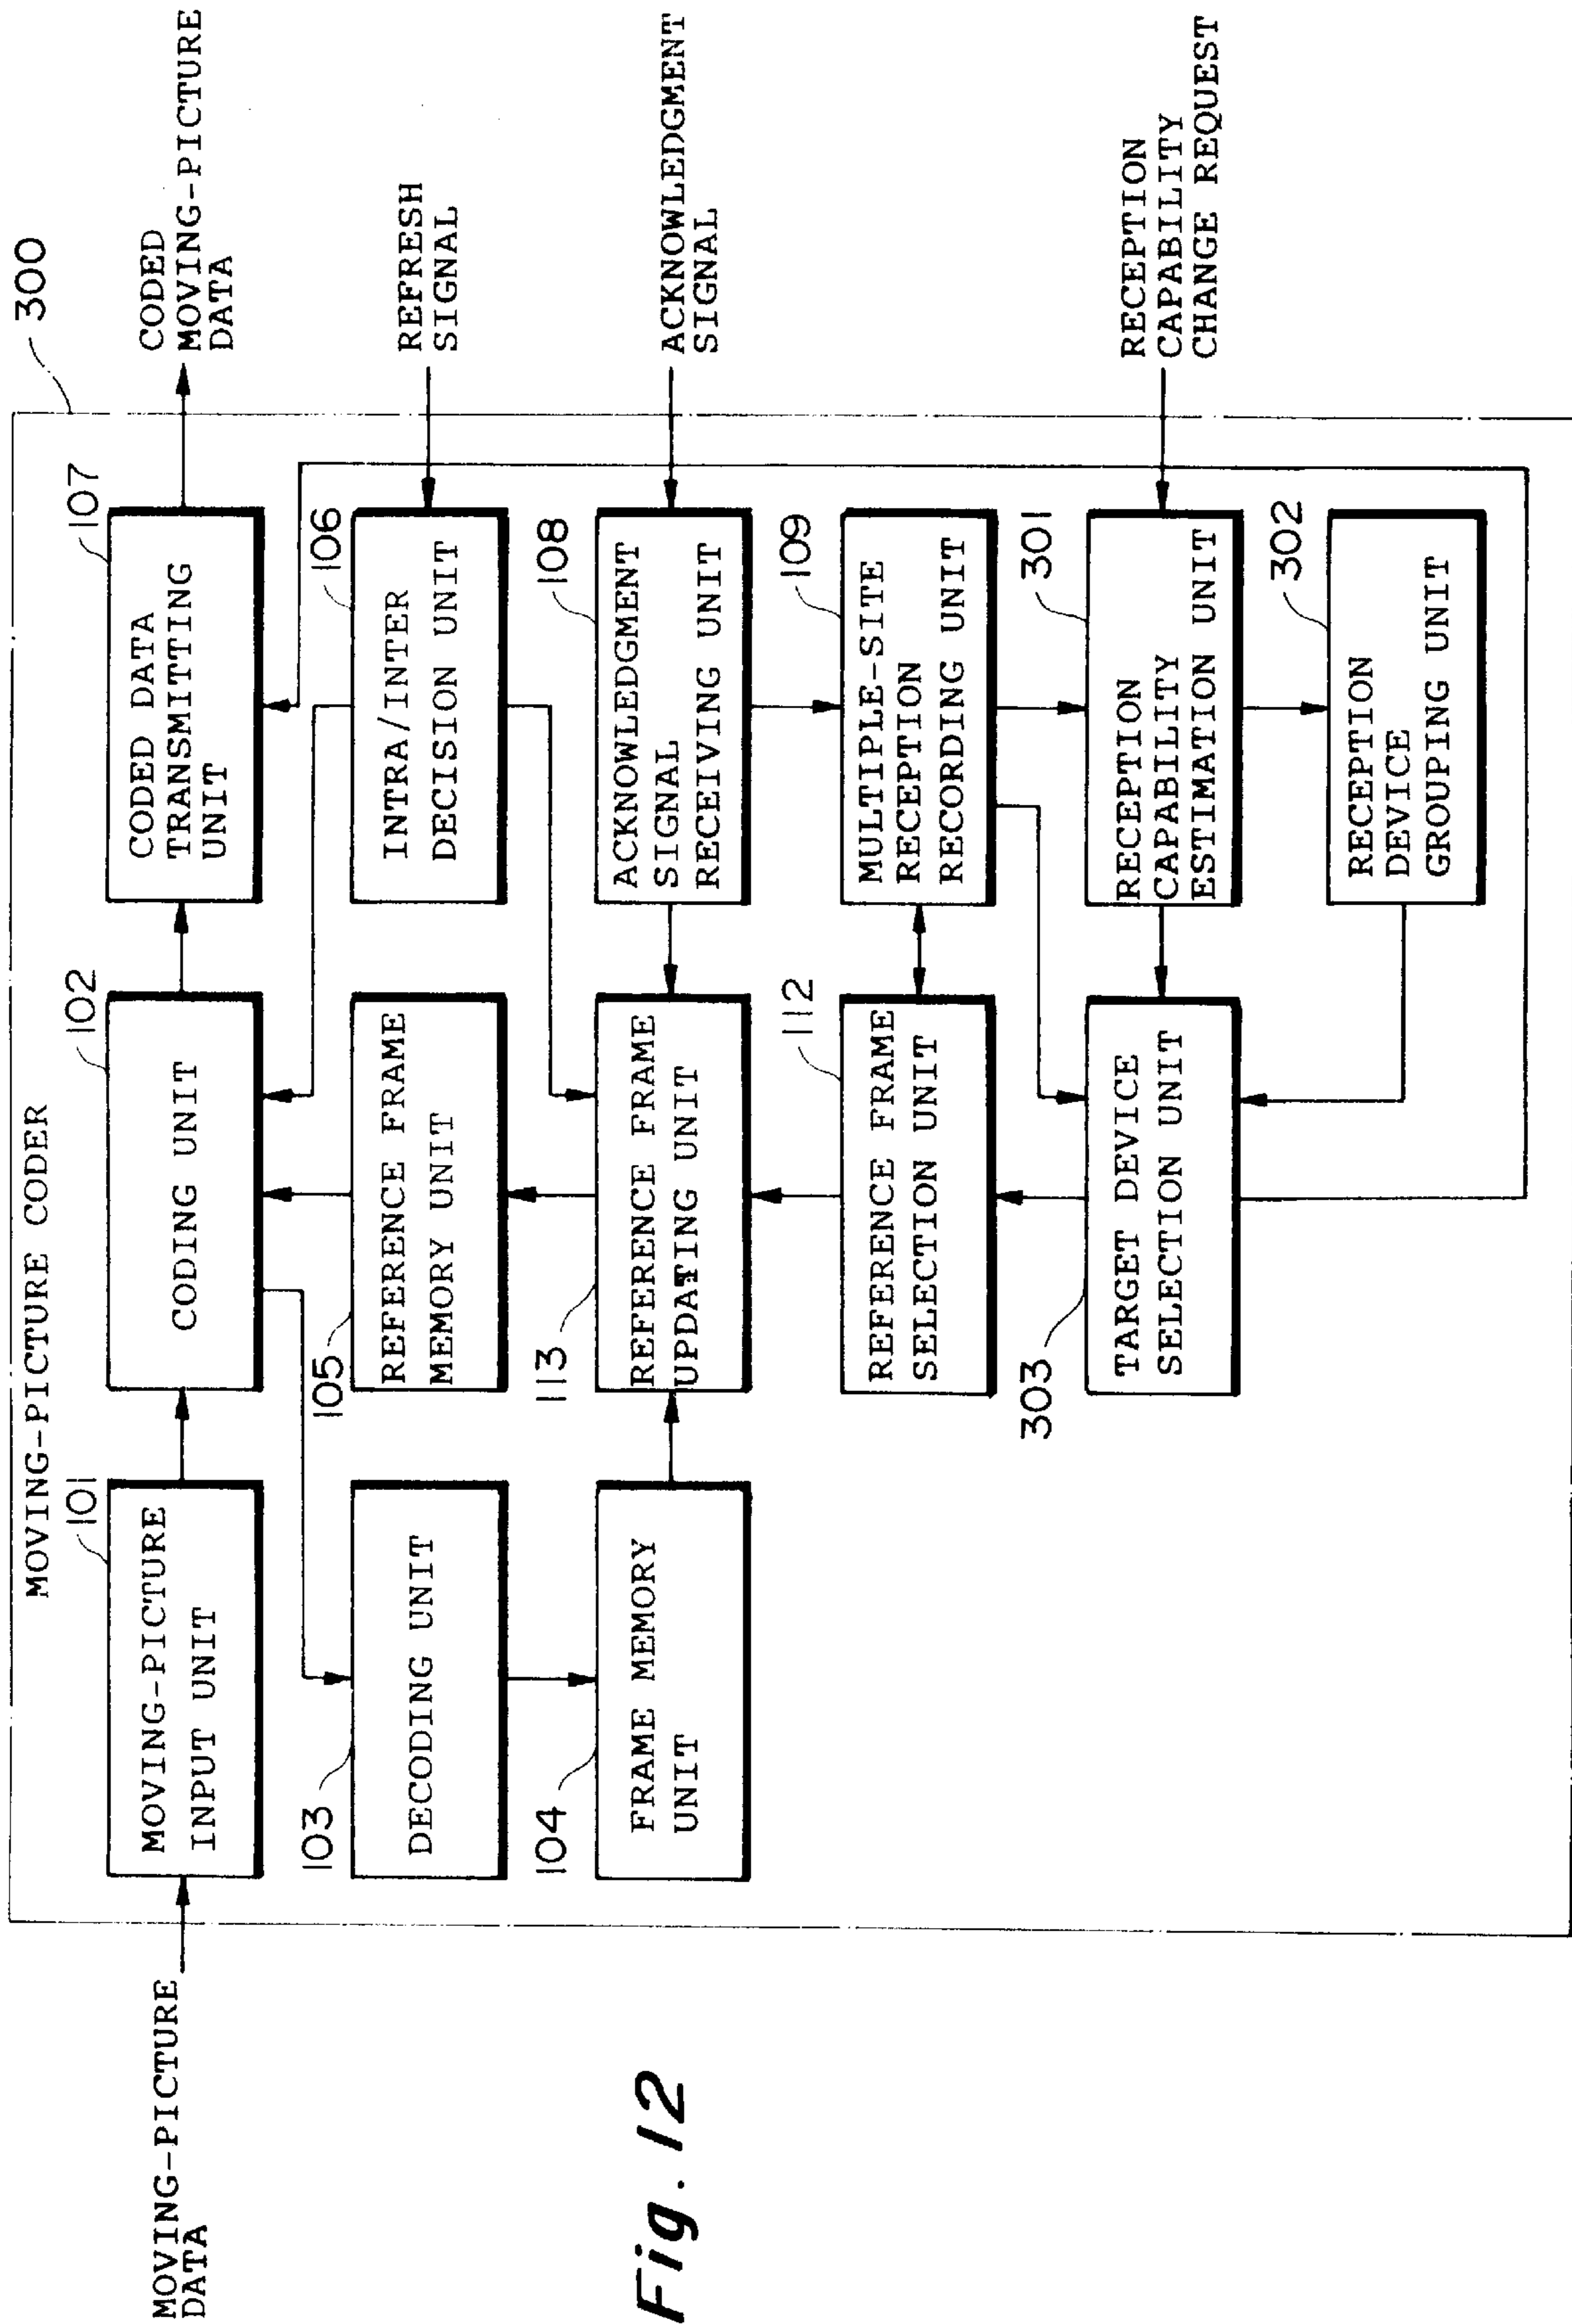 MOVING-PICTURE CODER
300
MOVING-PICTURE
DATA
101
MOVING-PICTURE
INPUT UNIT
102
CODING UNIT
107
CODED DATA
TRANSMITTING
UNIT
CODED
MOVING-PICTURE
DATA
103
DECODING UNIT
105
REFERENCE FRAME
MEMORY UNIT
106
INTRA/INTER
DECISION UNIT
REFRESH
SIGNAL
104
FRAME MEMORY
UNIT
113
REFERENCE FRAME
UPDATING UNIT
108
ACKNOWLEDGMENT
SIGNAL
RECEIVING UNIT
ACKNOWLEDGMENT
SIGNAL
112
REFERENCE FRAME
SELECTION UNIT
109
MULTIPLE-SITE
RECEPTION
RECORDING UNIT
303
TARGET DEVICE
SELECTION UNIT
301
RECEPTION
CAPABILITY
ESTIMATION UNIT
RECEPTION
CAPABILITY
CHANGE REQUEST
302
RECEPTION
DEVICE
GROUPING UNIT
Fig. 12